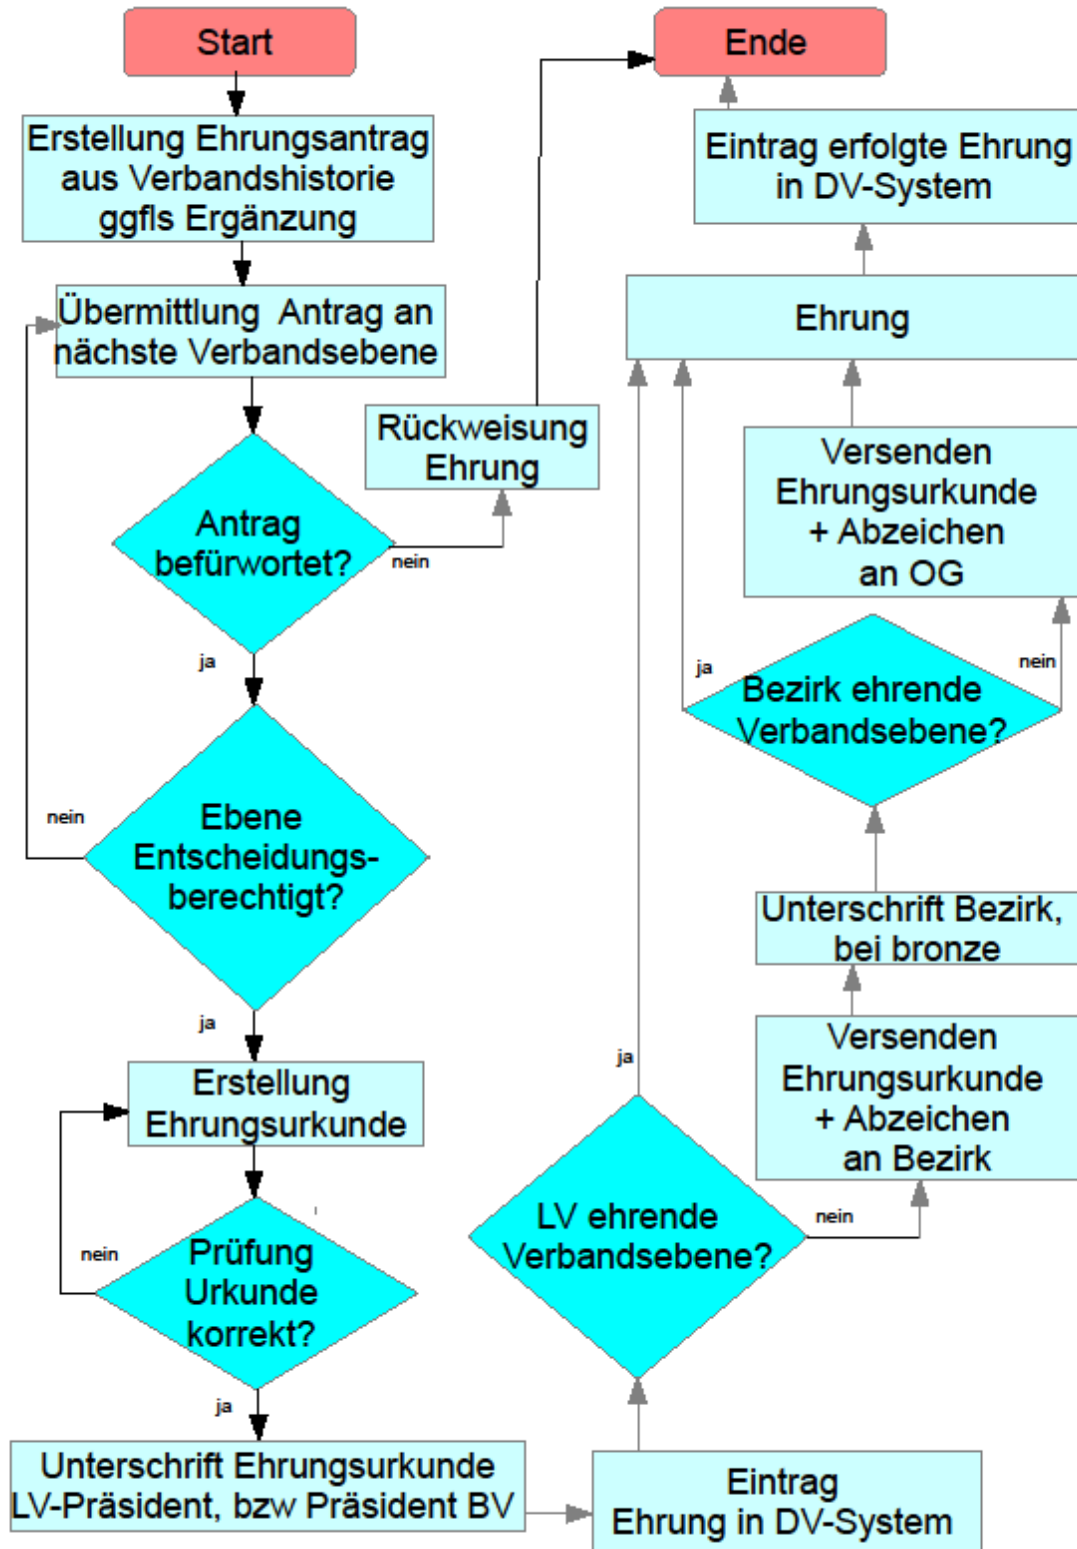 Start
Erstellung Ehrungsantrag
aus Verbandshistorie
ggfls Ergänzung
Übermittlung Antrag an
nächste Verbandsebene
Antrag
befürwortet?
nein
Rückweisung
Ehrung
ja
Ebene
Entscheidungs-
berechtigt?
nein
ja
Erstellung
Ehrungsurkunde
Prüfung
Urkunde
korrekt?
nein
ja
Unterschrift Ehrungsurkunde
LV-Präsident, bzw Präsident BV
Eintrag
Ehrung in DV-System
LV ehrende
Verbandsebene?
ja
nein
Versenden
Ehrungsurkunde
+ Abzeichen
an Bezirk
Unterschrift Bezirk,
bei bronze
Bezirk ehrende
Verbandsebene?
ja
nein
Versenden
Ehrungsurkunde
+ Abzeichen
an OG
Ehrung
Eintrag erfolgte Ehrung
in DV-System
Ende